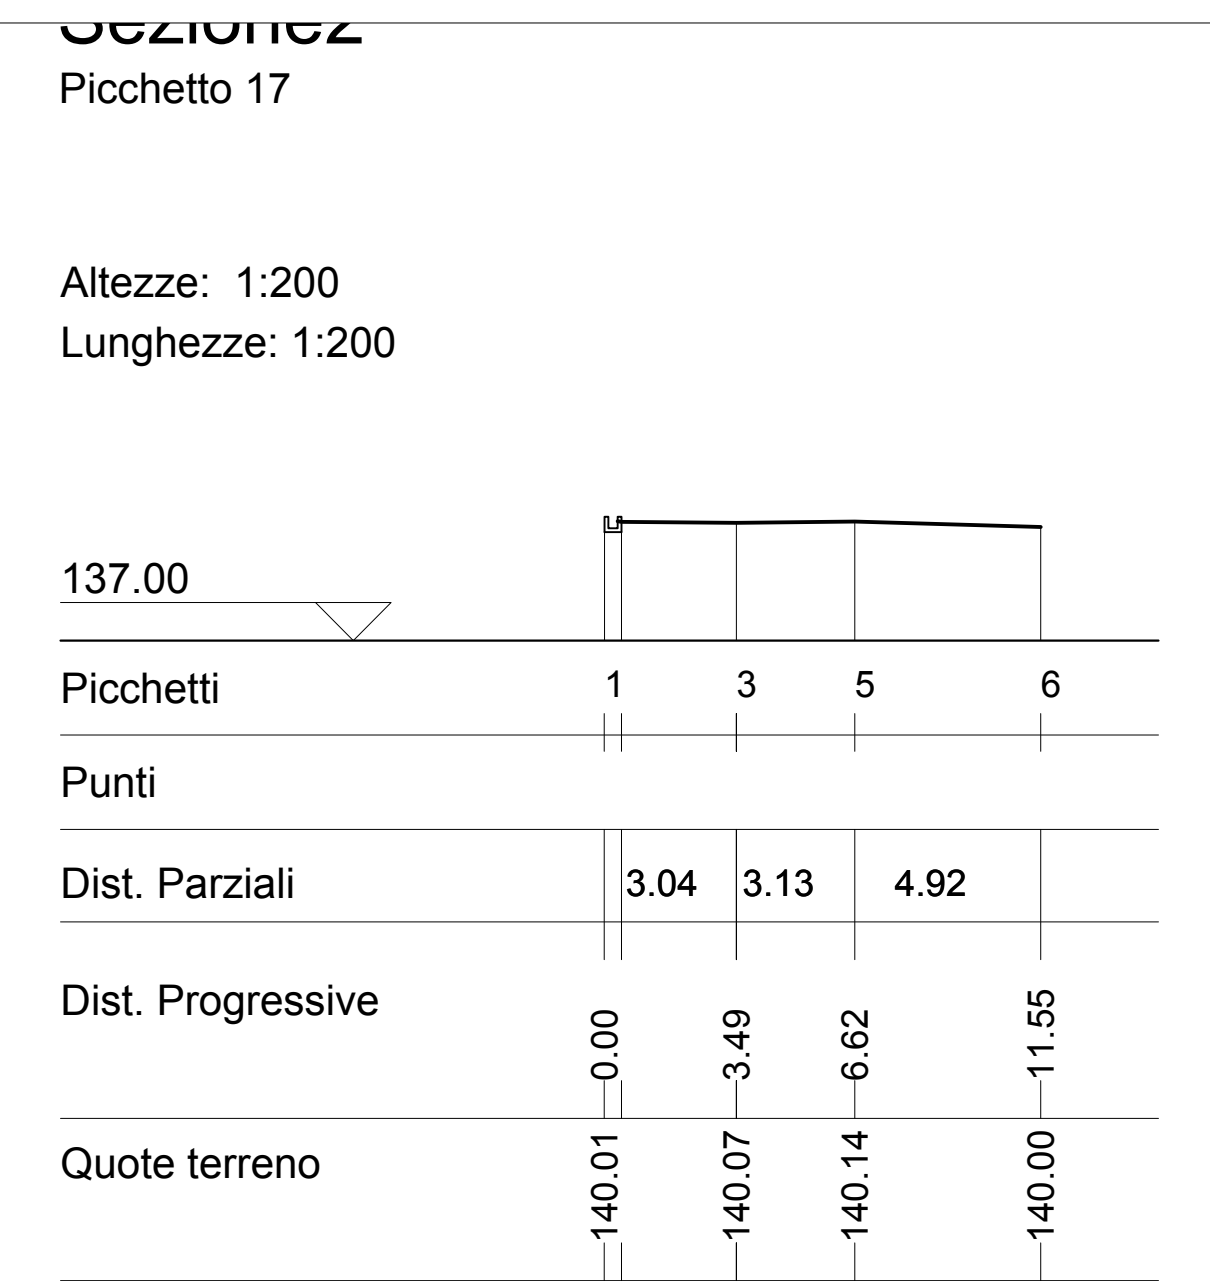 Sezione2
Picchetto 17
Altezze: 1:200
Lunghezze: 1:200
137.00
Picchetti 1 3 5 6
Punti
Dist. Parziali 3.04 3.13 4.92
Dist. Progressive 0.00 3.49 6.62 11.55
Quote terreno 140.01 140.07 140.14 140.00